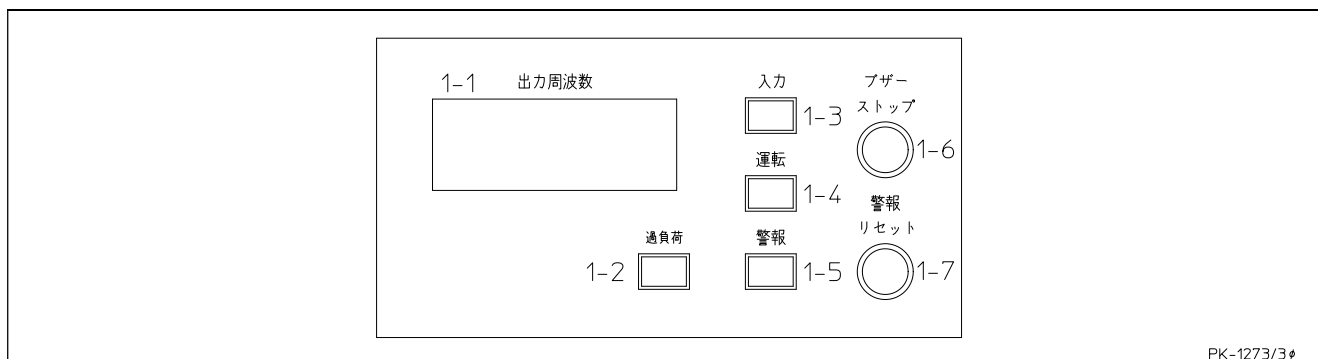 1-1
出力周波数
入力
1-3
ブザー
ストップ
1-6
運転
1-4
警報
リセット
1-7
過負荷
1-2
警報
1-5
PK-1273/3φ